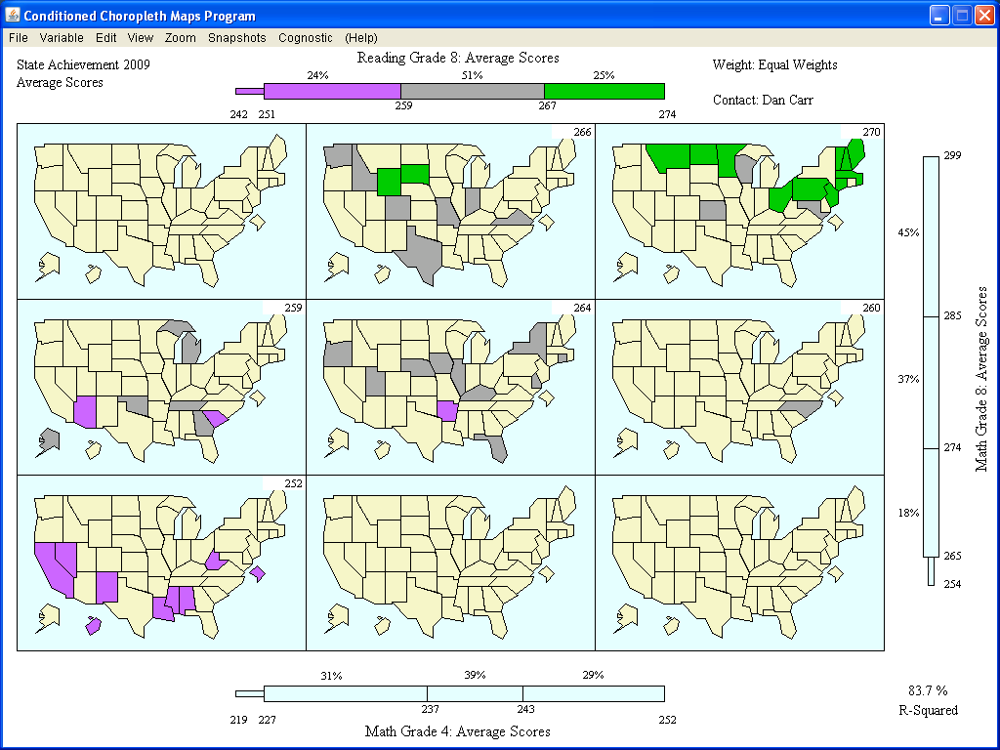 Conditioned Choropleth Maps Program
File Variable Edit View Zoom Snapshots Cognostic (Help)
State Achievement 2009
Average Scores
Reading Grade 8: Average Scores
24% 51% 25%
242 251 259 267 274
Weight: Equal Weights
Contact: Dan Carr
266 270
259 264 260
252
299
45%
285
37%
274
18%
265
254
Math Grade 8: Average Scores
31% 39% 29%
219 227 237 243 252
Math Grade 4: Average Scores
83.7 %
R-Squared